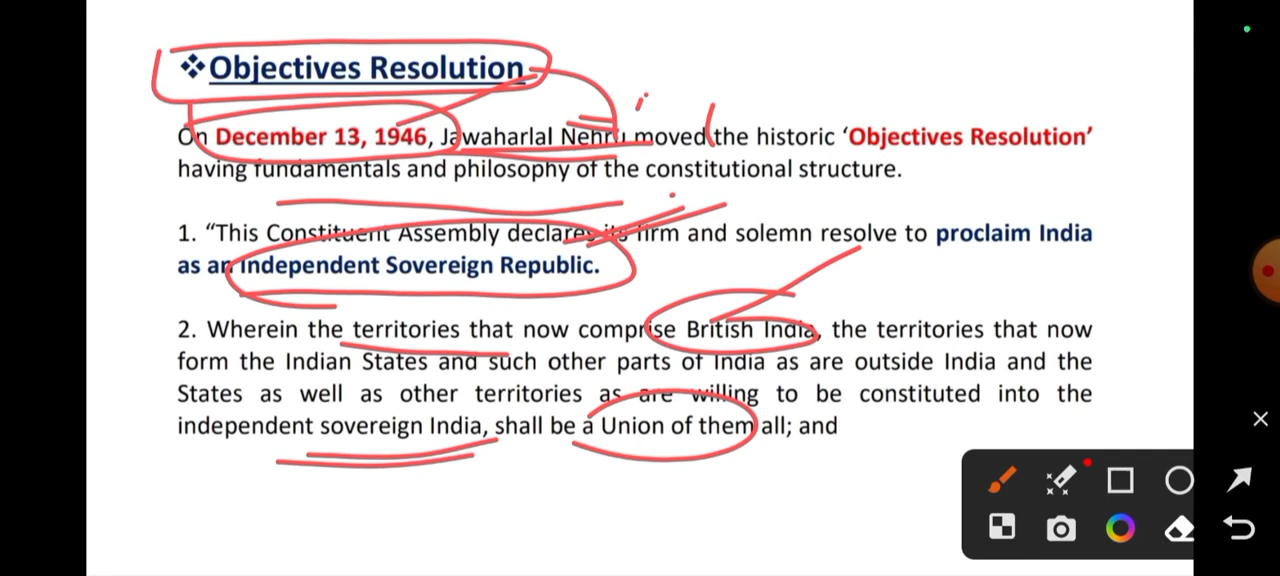 ❖Objectives Resolution
On December 13, 1946, Jawaharlal Nehru moved the historic ‘Objectives Resolution’
having fundamentals and philosophy of the constitutional structure.
1. “This Constituent Assembly declares its firm and solemn resolve to proclaim India
as an Independent Sovereign Republic.
2. Wherein the territories that now comprise British India, the territories that now
form the Indian States and such other parts of India as are outside India and the
States as well as other territories as are willing to be constituted into the
independent sovereign India, shall be a Union of them all; and